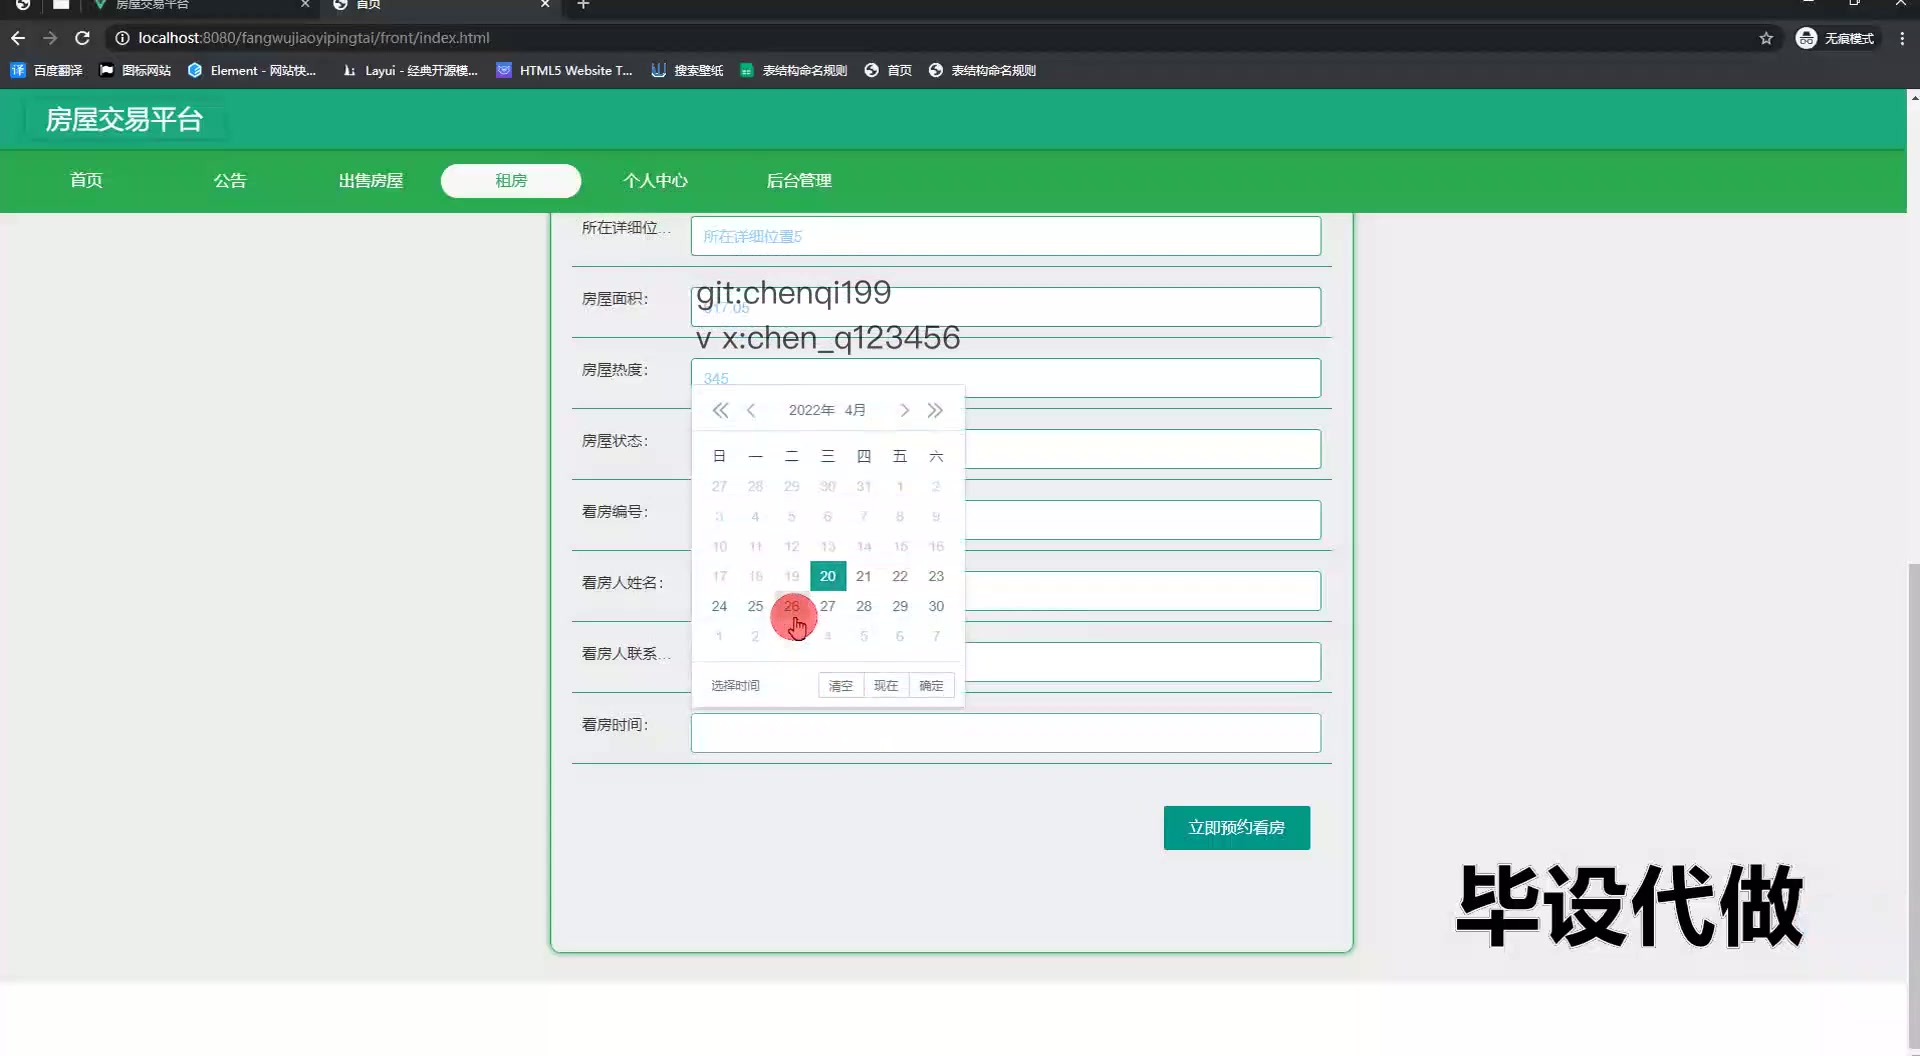 房屋交易平台
首页
localhost:8080/fangwujiaoyipingtai/front/index.html
无痕模式
百度翻译
图标网站
Element - 网站快...
Layui - 经典开源模...
HTML5 Website T...
搜索壁纸
表结构命名规则
首页
表结构命名规则
房屋交易平台
首页
公告
出售房屋
租房
个人中心
后台管理
所在详细位...
所在详细位置5
git:chenqi199
房屋面积:
v x:chen_q123456
房屋热度:
345
2022年 4月
房屋状态:
日 一 二 三 四 五 六
27 28 29 30 31 1 2
看房编号:
3 4 5 6 7 8 9
10 11 12 13 14 15 16
看房人姓名:
17 18 19 20 21 22 23
24 25 26 27 28 29 30
1 2 4 5 6 7
看房人联系...
选择时间
清空
现在
确定
看房时间:
立即预约看房
毕设代做